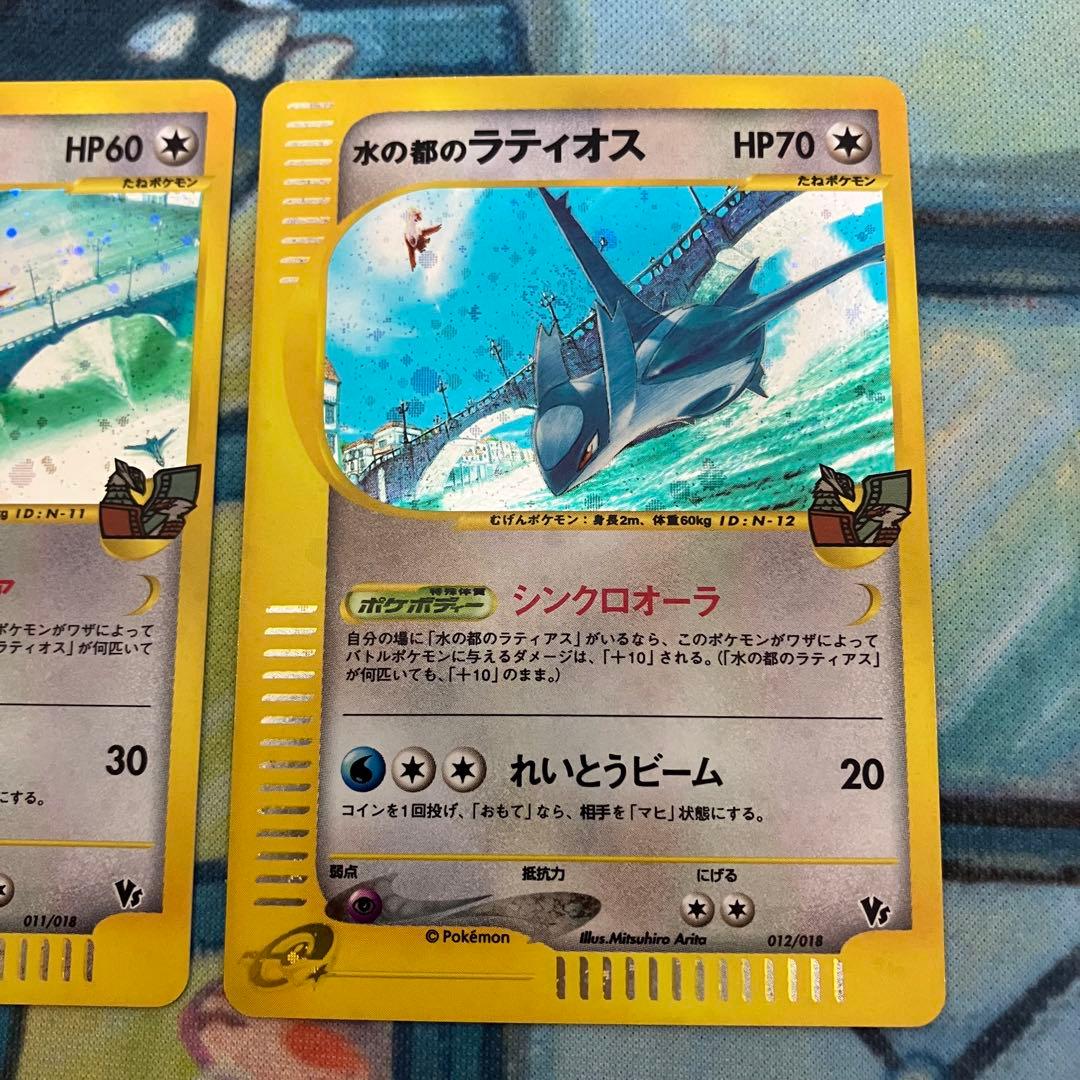 HP60
たねポケモン
kg ID:N-11
ア
ポケモンがワザによって
ラティオス」が何匹いて
30
にする。
Vs
011/018
水の都のラティオス HP70
たねポケモン
むげんポケモン:身長2m、体重60kg ID:N-12
特殊体質
ポケボディー シンクロオーラ
自分の場に「水の都のラティアス」がいるなら、このポケモンがワザによって
バトルポケモンに与えるダメージは、「+10」される。(「水の都のラティアス」
が何匹いても、「+10」のまま。)
れいとうビーム 20
コインを1回投げ、「おもて」なら、相手を「マヒ」状態にする。
弱点 抵抗力 にげる
Vs
© Pokémon Illus.Mitsuhiro Arita 012/018
e